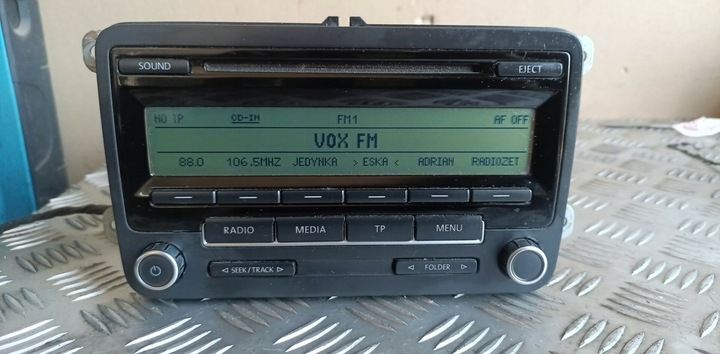 SOUND EJECT
NO TP CD-IN FM1 AF OFF
VOX FM
88.0 106.5MHZ JEDYNKA > ESKA < ADRIAN RADIOZET
RADIO MEDIA TP MENU
◁ SEEK/TRACK ▷ ◁ FOLDER ▷